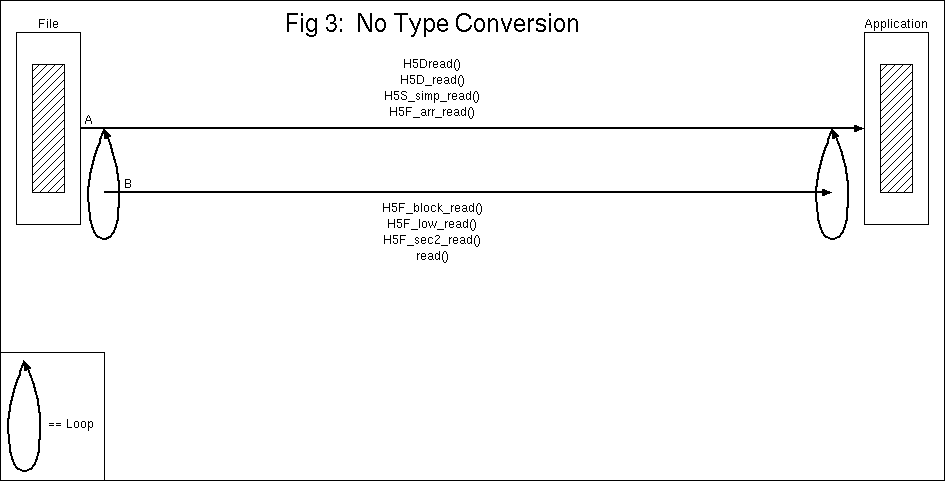 Fig 3: No Type Conversion
File
Application
H5Dread()
H5D_read()
H5S_simp_read()
H5F_arr_read()
A
B
H5F_block_read()
H5F_low_read()
H5F_sec2_read()
read()
== Loop